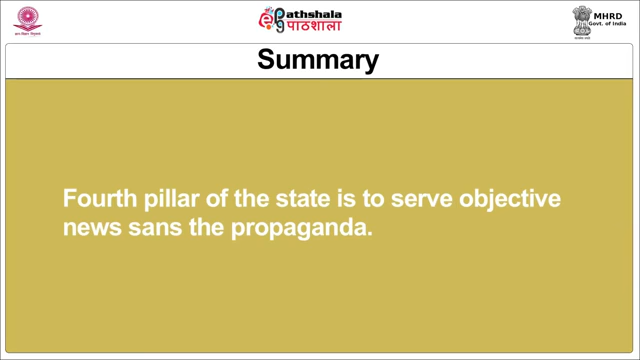 ePathshala
पाठशाला
MHRD
Govt. of India
Summary
Fourth pillar of the state is to serve objective
news sans the propaganda.